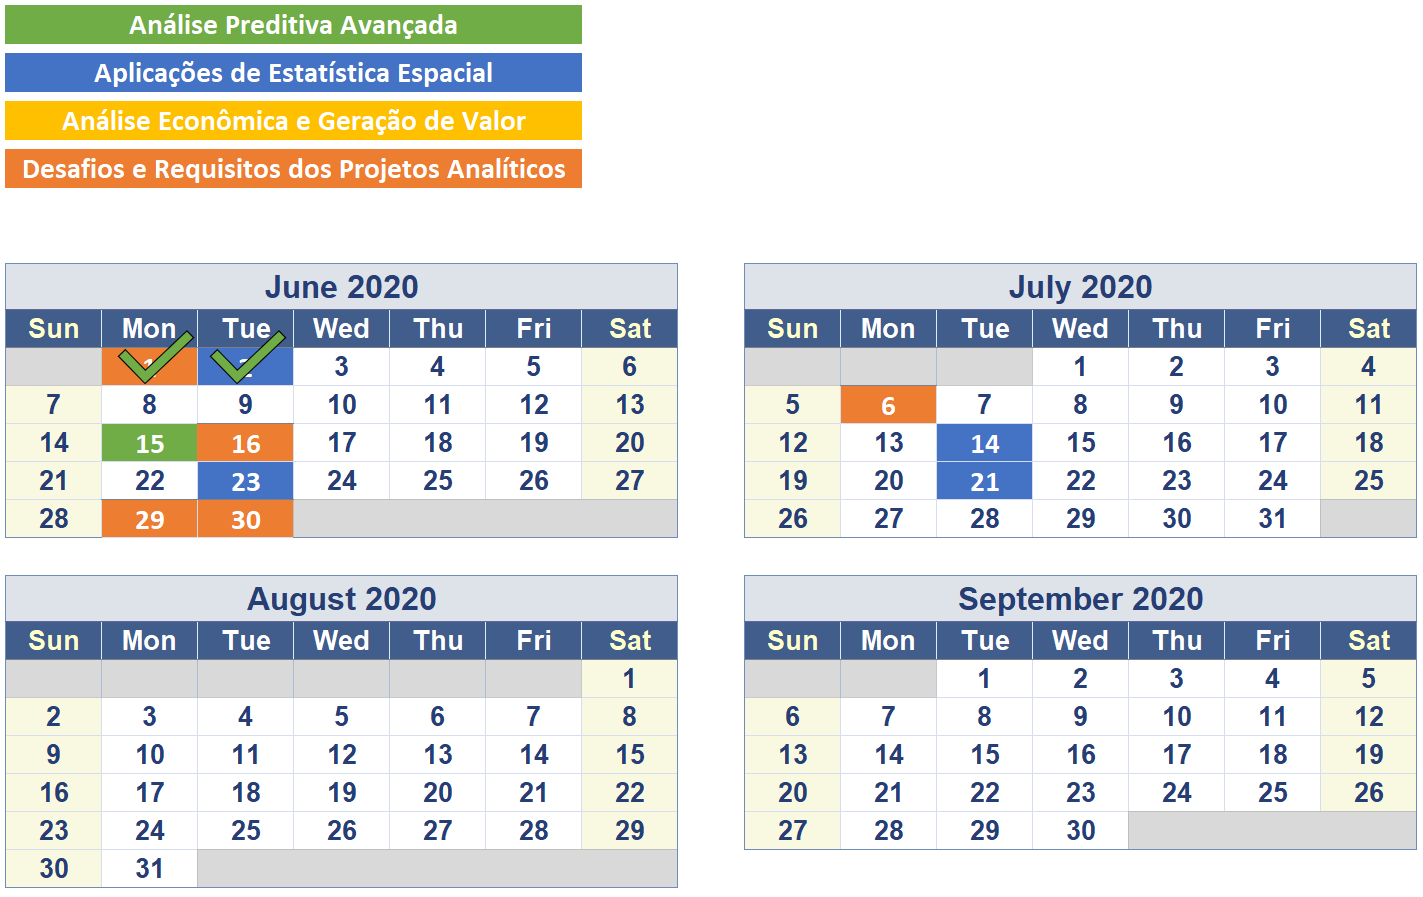 Análise Preditiva Avançada
Aplicações de Estatística Espacial
Análise Econômica e Geração de Valor
Desafios e Requisitos dos Projetos Analíticos
June 2020
Sun Mon Tue Wed Thu Fri Sat
3 4 5 6
7 8 9 10 11 12 13
14 15 16 17 18 19 20
21 22 23 24 25 26 27
28 29 30
July 2020
Sun Mon Tue Wed Thu Fri Sat
1 2 3 4
5 6 7 8 9 10 11
12 13 14 15 16 17 18
19 20 21 22 23 24 25
26 27 28 29 30 31
August 2020
Sun Mon Tue Wed Thu Fri Sat
1
2 3 4 5 6 7 8
9 10 11 12 13 14 15
16 17 18 19 20 21 22
23 24 25 26 27 28 29
30 31
September 2020
Sun Mon Tue Wed Thu Fri Sat
1 2 3 4 5
6 7 8 9 10 11 12
13 14 15 16 17 18 19
20 21 22 23 24 25 26
27 28 29 30